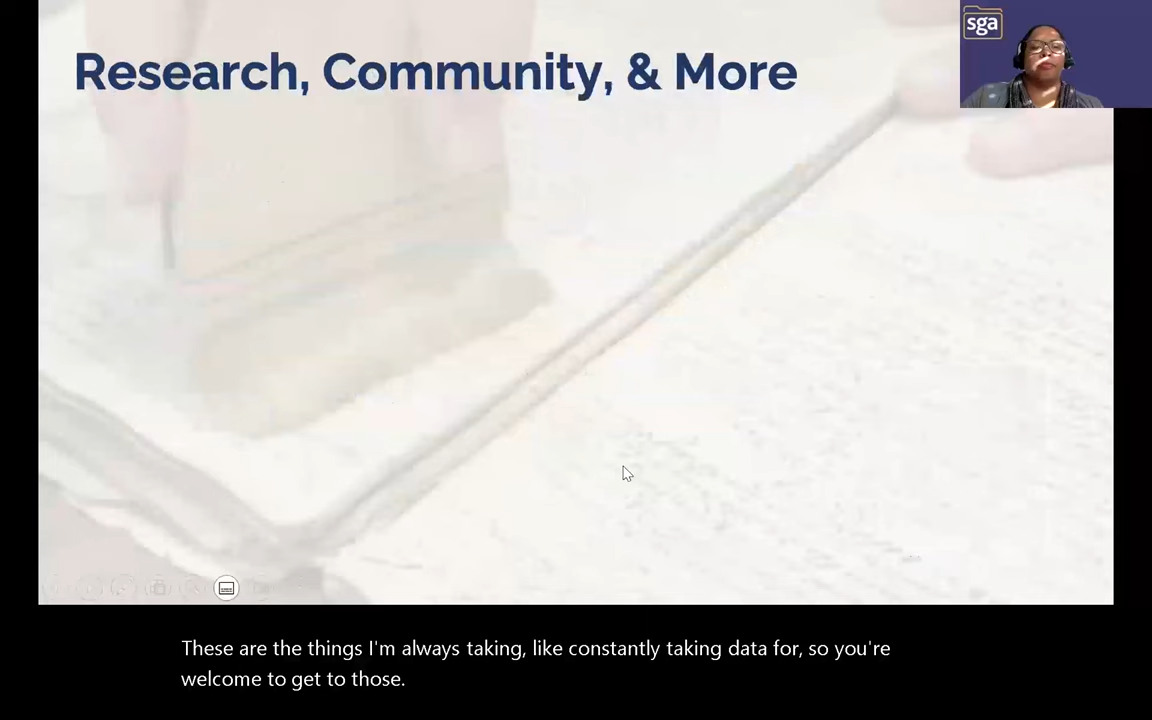 Research, Community, & More
sga
These are the things I'm always taking, like constantly taking data for, so you're
welcome to get to those.